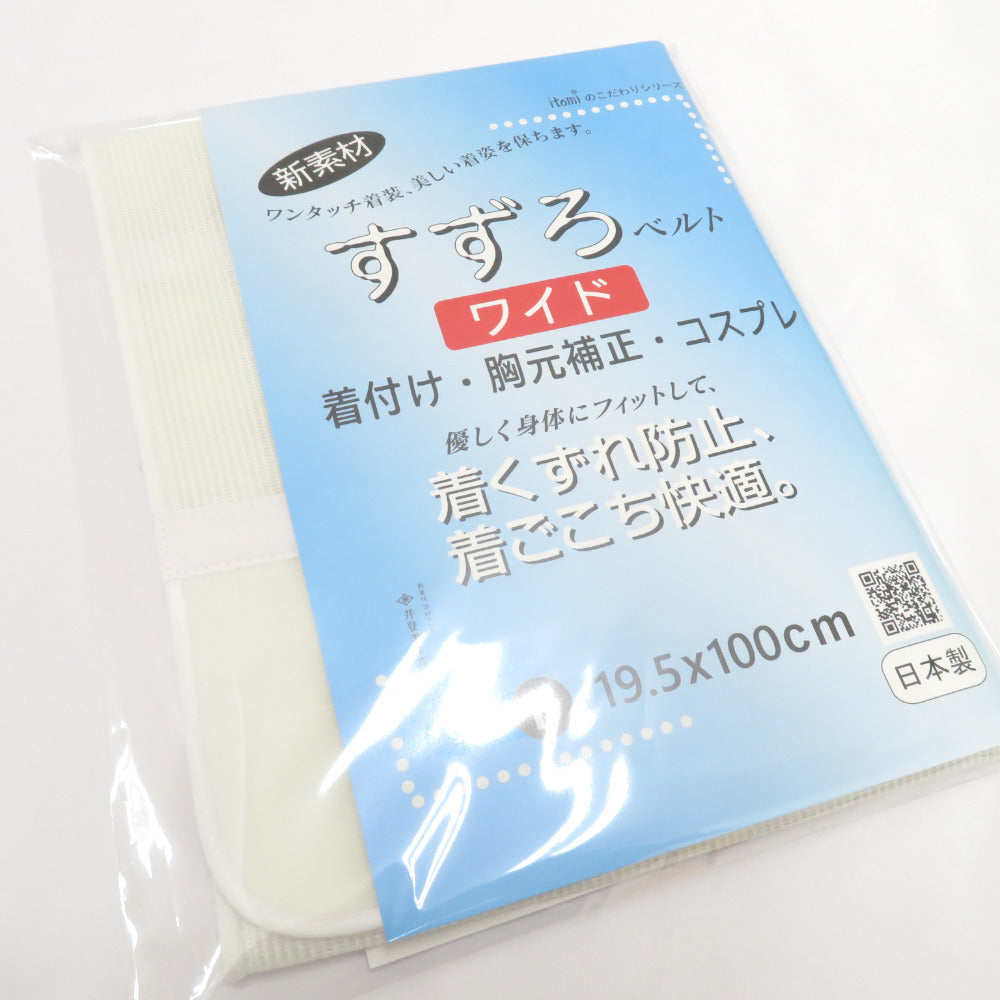 itomi®のこだわりシリーズ
新素材
ワンタッチ着装、美しい着姿を保ちます。
すずろベルト
ワイド
着付け・胸元補正・コスプレ
優しく身体にフィットして、
着くずれ防止、
着ごこち快適。
井登美
19.5x100cm
日本製